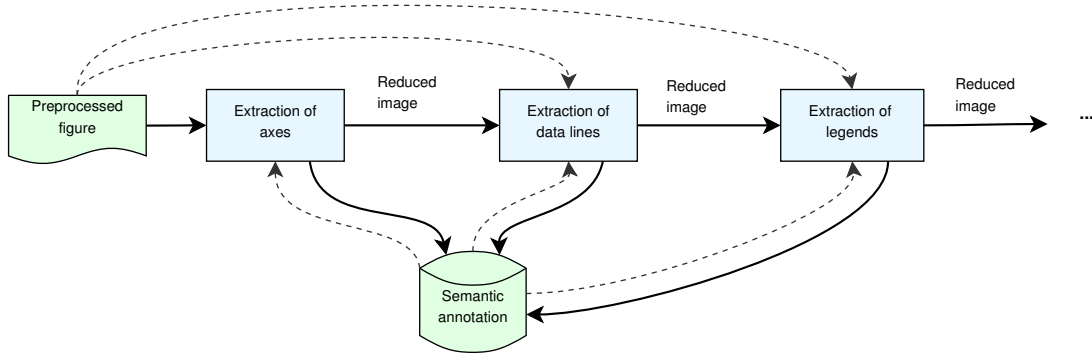 Preprocessed
figure
Extraction of
axes
Reduced
image
Extraction of
data lines
Reduced
image
Extraction of
legends
Reduced
image
...
Semantic
annotation